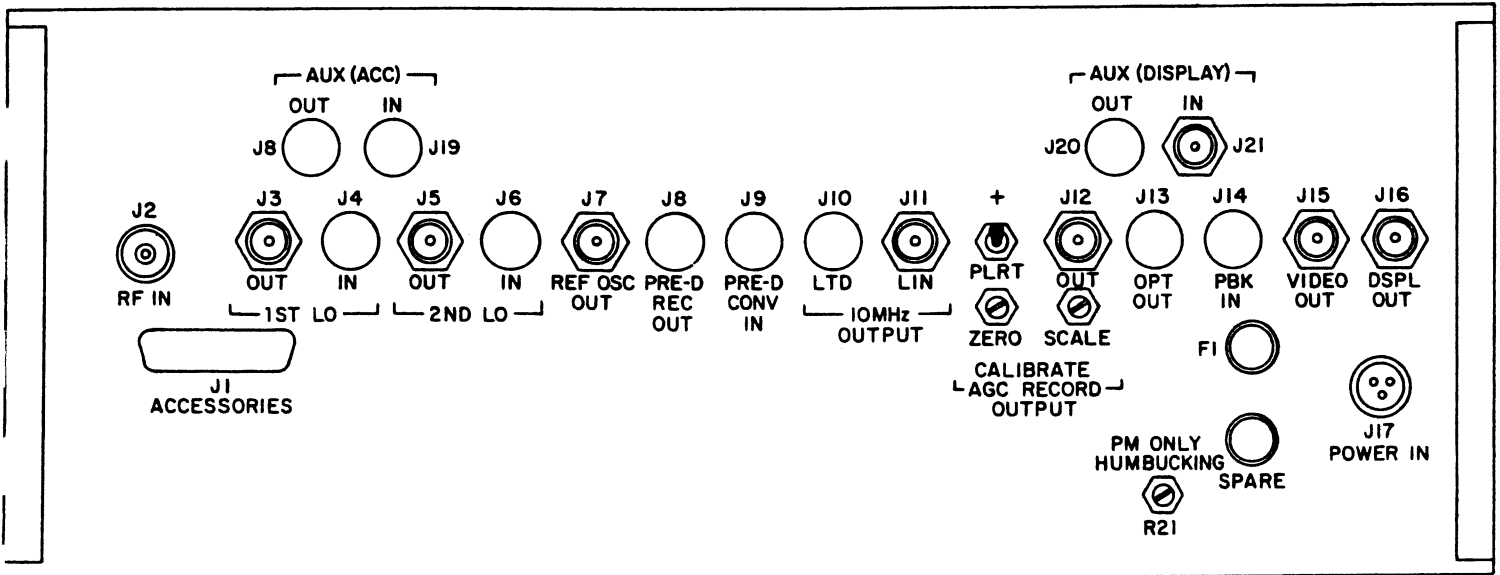 AUX (ACC)
OUT IN
J8 J19
AUX (DISPLAY)
OUT IN
J20 J21
J2
RF IN
J3 J4 J5 J6 J7 J8 J9 J10 J11 + J12 J13 J14 J15 J16
OUT IN
1ST LO
OUT IN
2ND LO
REF OSC
OUT
PRE-D
REC
OUT
PRE-D
CONV
IN
LTD LIN
10MHz
OUTPUT
PLRT
ZERO
OUT
SCALE
CALIBRATE
AGC RECORD
OUTPUT
OPT
OUT
PBK
IN
VIDEO
OUT
DSPL
OUT
J1
ACCESSORIES
F1
SPARE
J17
POWER IN
PM ONLY
HUMBUCKING
R21